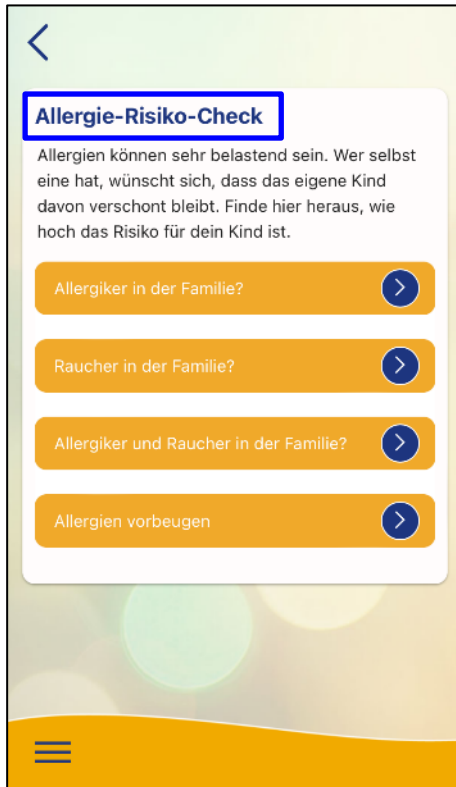 Allergie-Risiko-Check
Allergien können sehr belastend sein. Wer selbst
eine hat, wünscht sich, dass das eigene Kind
davon verschont bleibt. Finde hier heraus, wie
hoch das Risiko für dein Kind ist.
Allergiker in der Familie?
Raucher in der Familie?
Allergiker und Raucher in der Familie?
Allergien vorbeugen